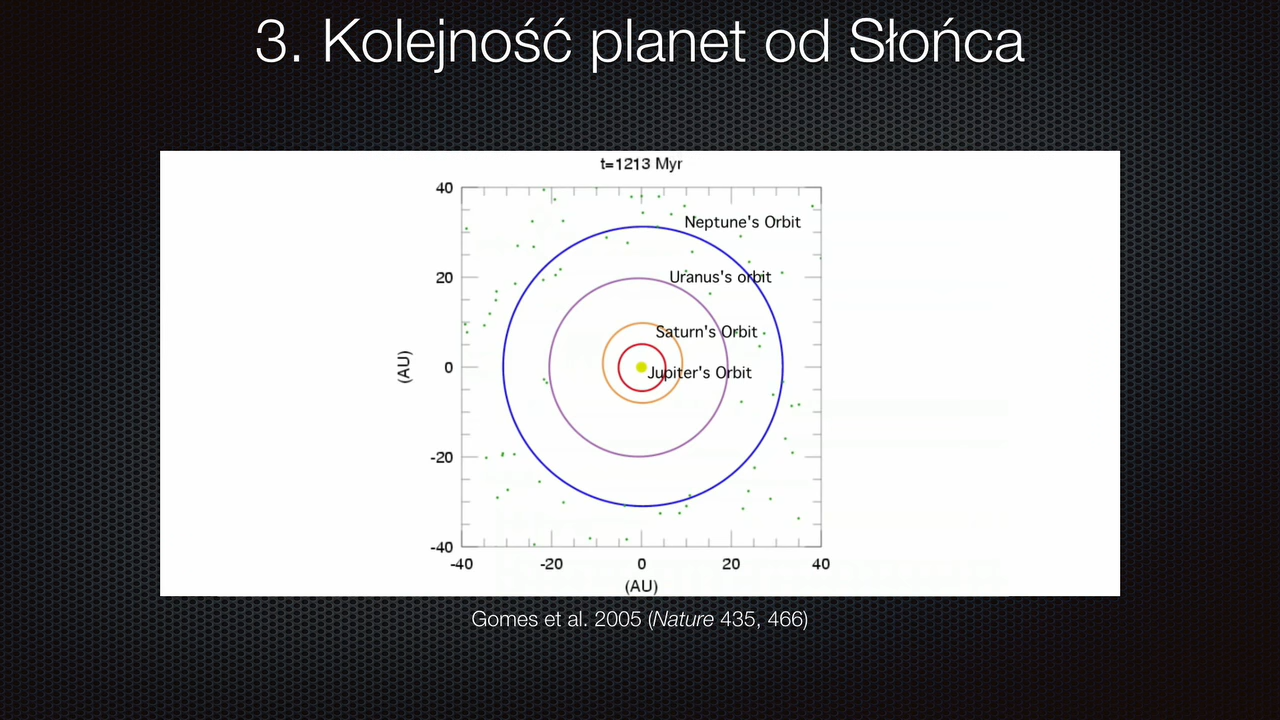 3. Kolejność planet od Słońca
t=1213 Myr
40
Neptune's Orbit
20
Uranus's orbit
Saturn's Orbit
(AU)
0
Jupiter's Orbit
-20
-40
-40 -20 0 20 40
(AU)
Gomes et al. 2005 (Nature 435, 466)